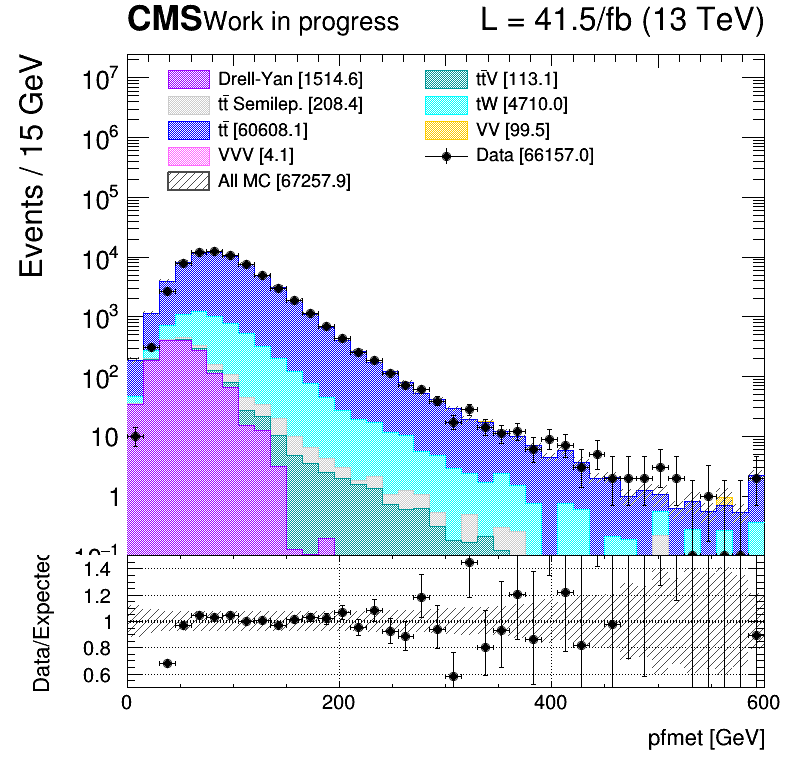 CMS Work in progress L = 41.5/fb (13 TeV)
Drell-Yan [1514.6]
tt̄ Semilep. [208.4]
tt̄ [60608.1]
VVV [4.1]
All MC [67257.9]
tt̄V [113.1]
tW [4710.0]
VV [99.5]
Data [66157.0]
Events / 15 GeV
10⁷
10⁶
10⁵
10⁴
10³
10²
10
1
10⁻¹
Data/Expected
1.4
1.2
1
0.8
0.6
0 200 400 600
pfmet [GeV]